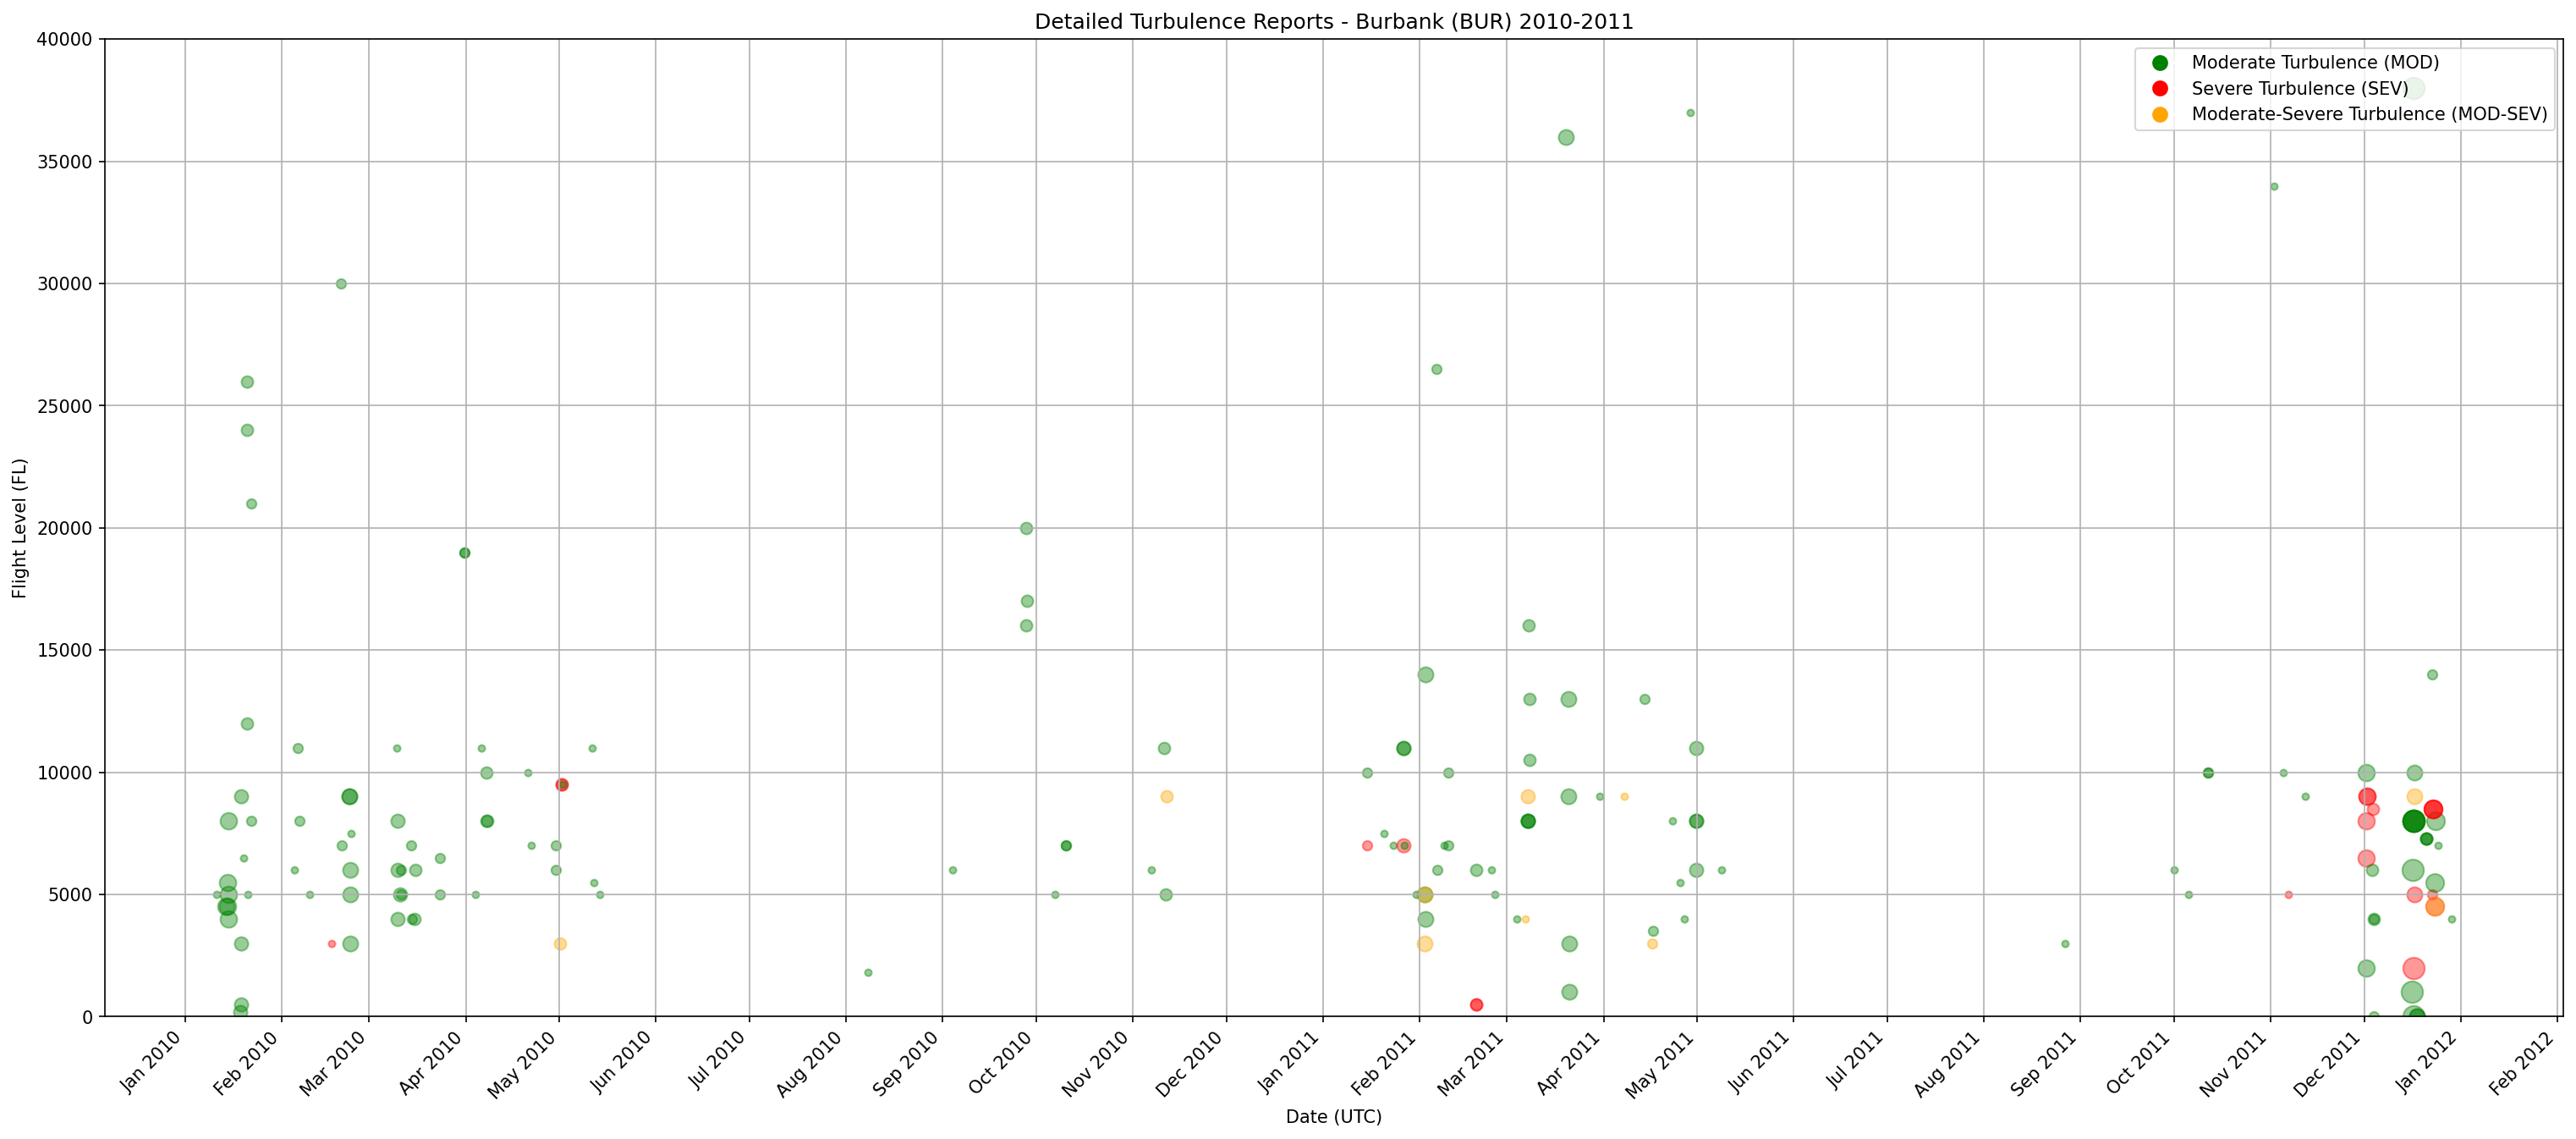 Detailed Turbulence Reports - Burbank (BUR) 2010-2011
Moderate Turbulence (MOD)
Severe Turbulence (SEV)
Moderate-Severe Turbulence (MOD-SEV)
Flight Level (FL)
40000
35000
30000
25000
20000
15000
10000
5000
0
Jan 2010
Feb 2010
Mar 2010
Apr 2010
May 2010
Jun 2010
Jul 2010
Aug 2010
Sep 2010
Oct 2010
Nov 2010
Dec 2010
Jan 2011
Feb 2011
Mar 2011
Apr 2011
May 2011
Jun 2011
Jul 2011
Aug 2011
Sep 2011
Oct 2011
Nov 2011
Dec 2011
Jan 2012
Feb 2012
Date (UTC)